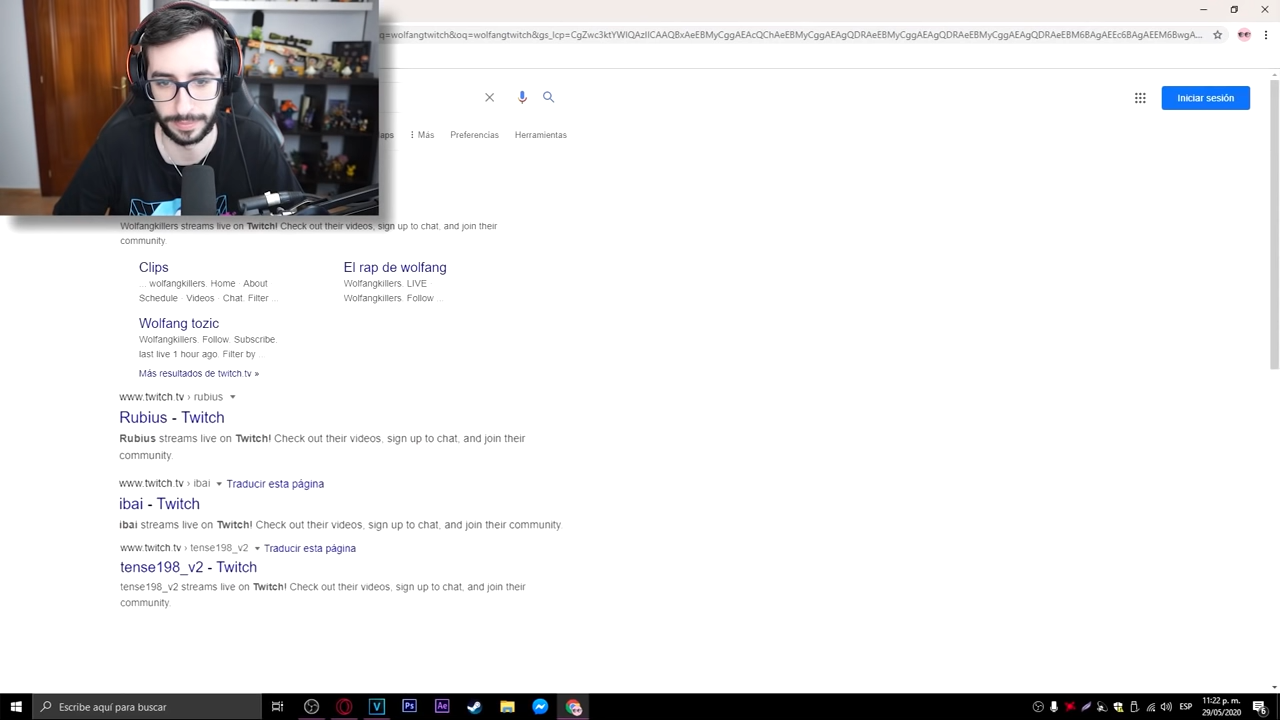 q=wolfangtwitch&oq=wolfangtwitch&gs_lcp=
Iniciar sesión
aps
Más
Preferencias
Herramientas
Wolfangkillers streams live on Twitch! Check out their videos, sign up to chat, and join their
community.
Clips
... wolfangkillers. Home · About
Schedule · Videos · Chat. Filter ...
El rap de wolfang
Wolfangkillers. LIVE
Wolfangkillers. Follow ...
Wolfang tozic
Wolfangkillers. Follow. Subscribe.
last live 1 hour ago. Filter by ...
Más resultados de twitch.tv »
www.twitch.tv › rubius
Rubius - Twitch
Rubius streams live on Twitch! Check out their videos, sign up to chat, and join their
community.
www.twitch.tv › ibai Traducir esta página
ibai - Twitch
ibai streams live on Twitch! Check out their videos, sign up to chat, and join their community.
www.twitch.tv › tense198_v2 Traducir esta página
tense198_v2 - Twitch
tense198_v2 streams live on Twitch! Check out their videos, sign up to chat, and join their
community.
Escribe aquí para buscar
V
Ps
Ae
ESP
11:22 p. m.
29/05/2020